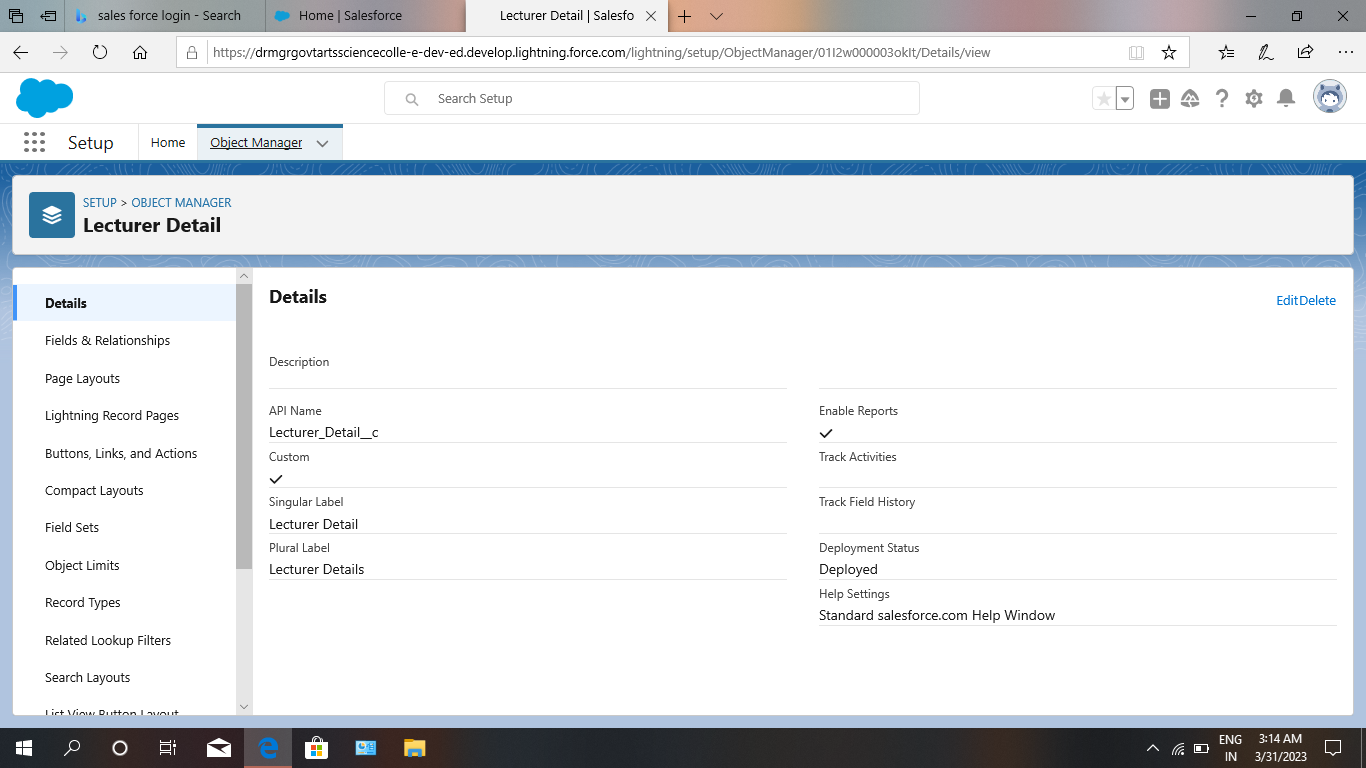 sales force login - Search
Home | Salesforce
Lecturer Detail | Salesfo
https://drmgrgovtartssciencecolle-e-dev-ed.develop.lightning.force.com/lightning/setup/ObjectManager/01I2w000003okIt/Details/view
Search Setup
Setup
Home
Object Manager
SETUP > OBJECT MANAGER
Lecturer Detail
Details
Fields & Relationships
Page Layouts
Lightning Record Pages
Buttons, Links, and Actions
Compact Layouts
Field Sets
Object Limits
Record Types
Related Lookup Filters
Search Layouts
List View Button Layout
Details
EditDelete
Description
API Name
Lecturer_Detail__c
Custom
Singular Label
Lecturer Detail
Plural Label
Lecturer Details
Enable Reports
Track Activities
Track Field History
Deployment Status
Deployed
Help Settings
Standard salesforce.com Help Window
ENG
IN
3:14 AM
3/31/2023